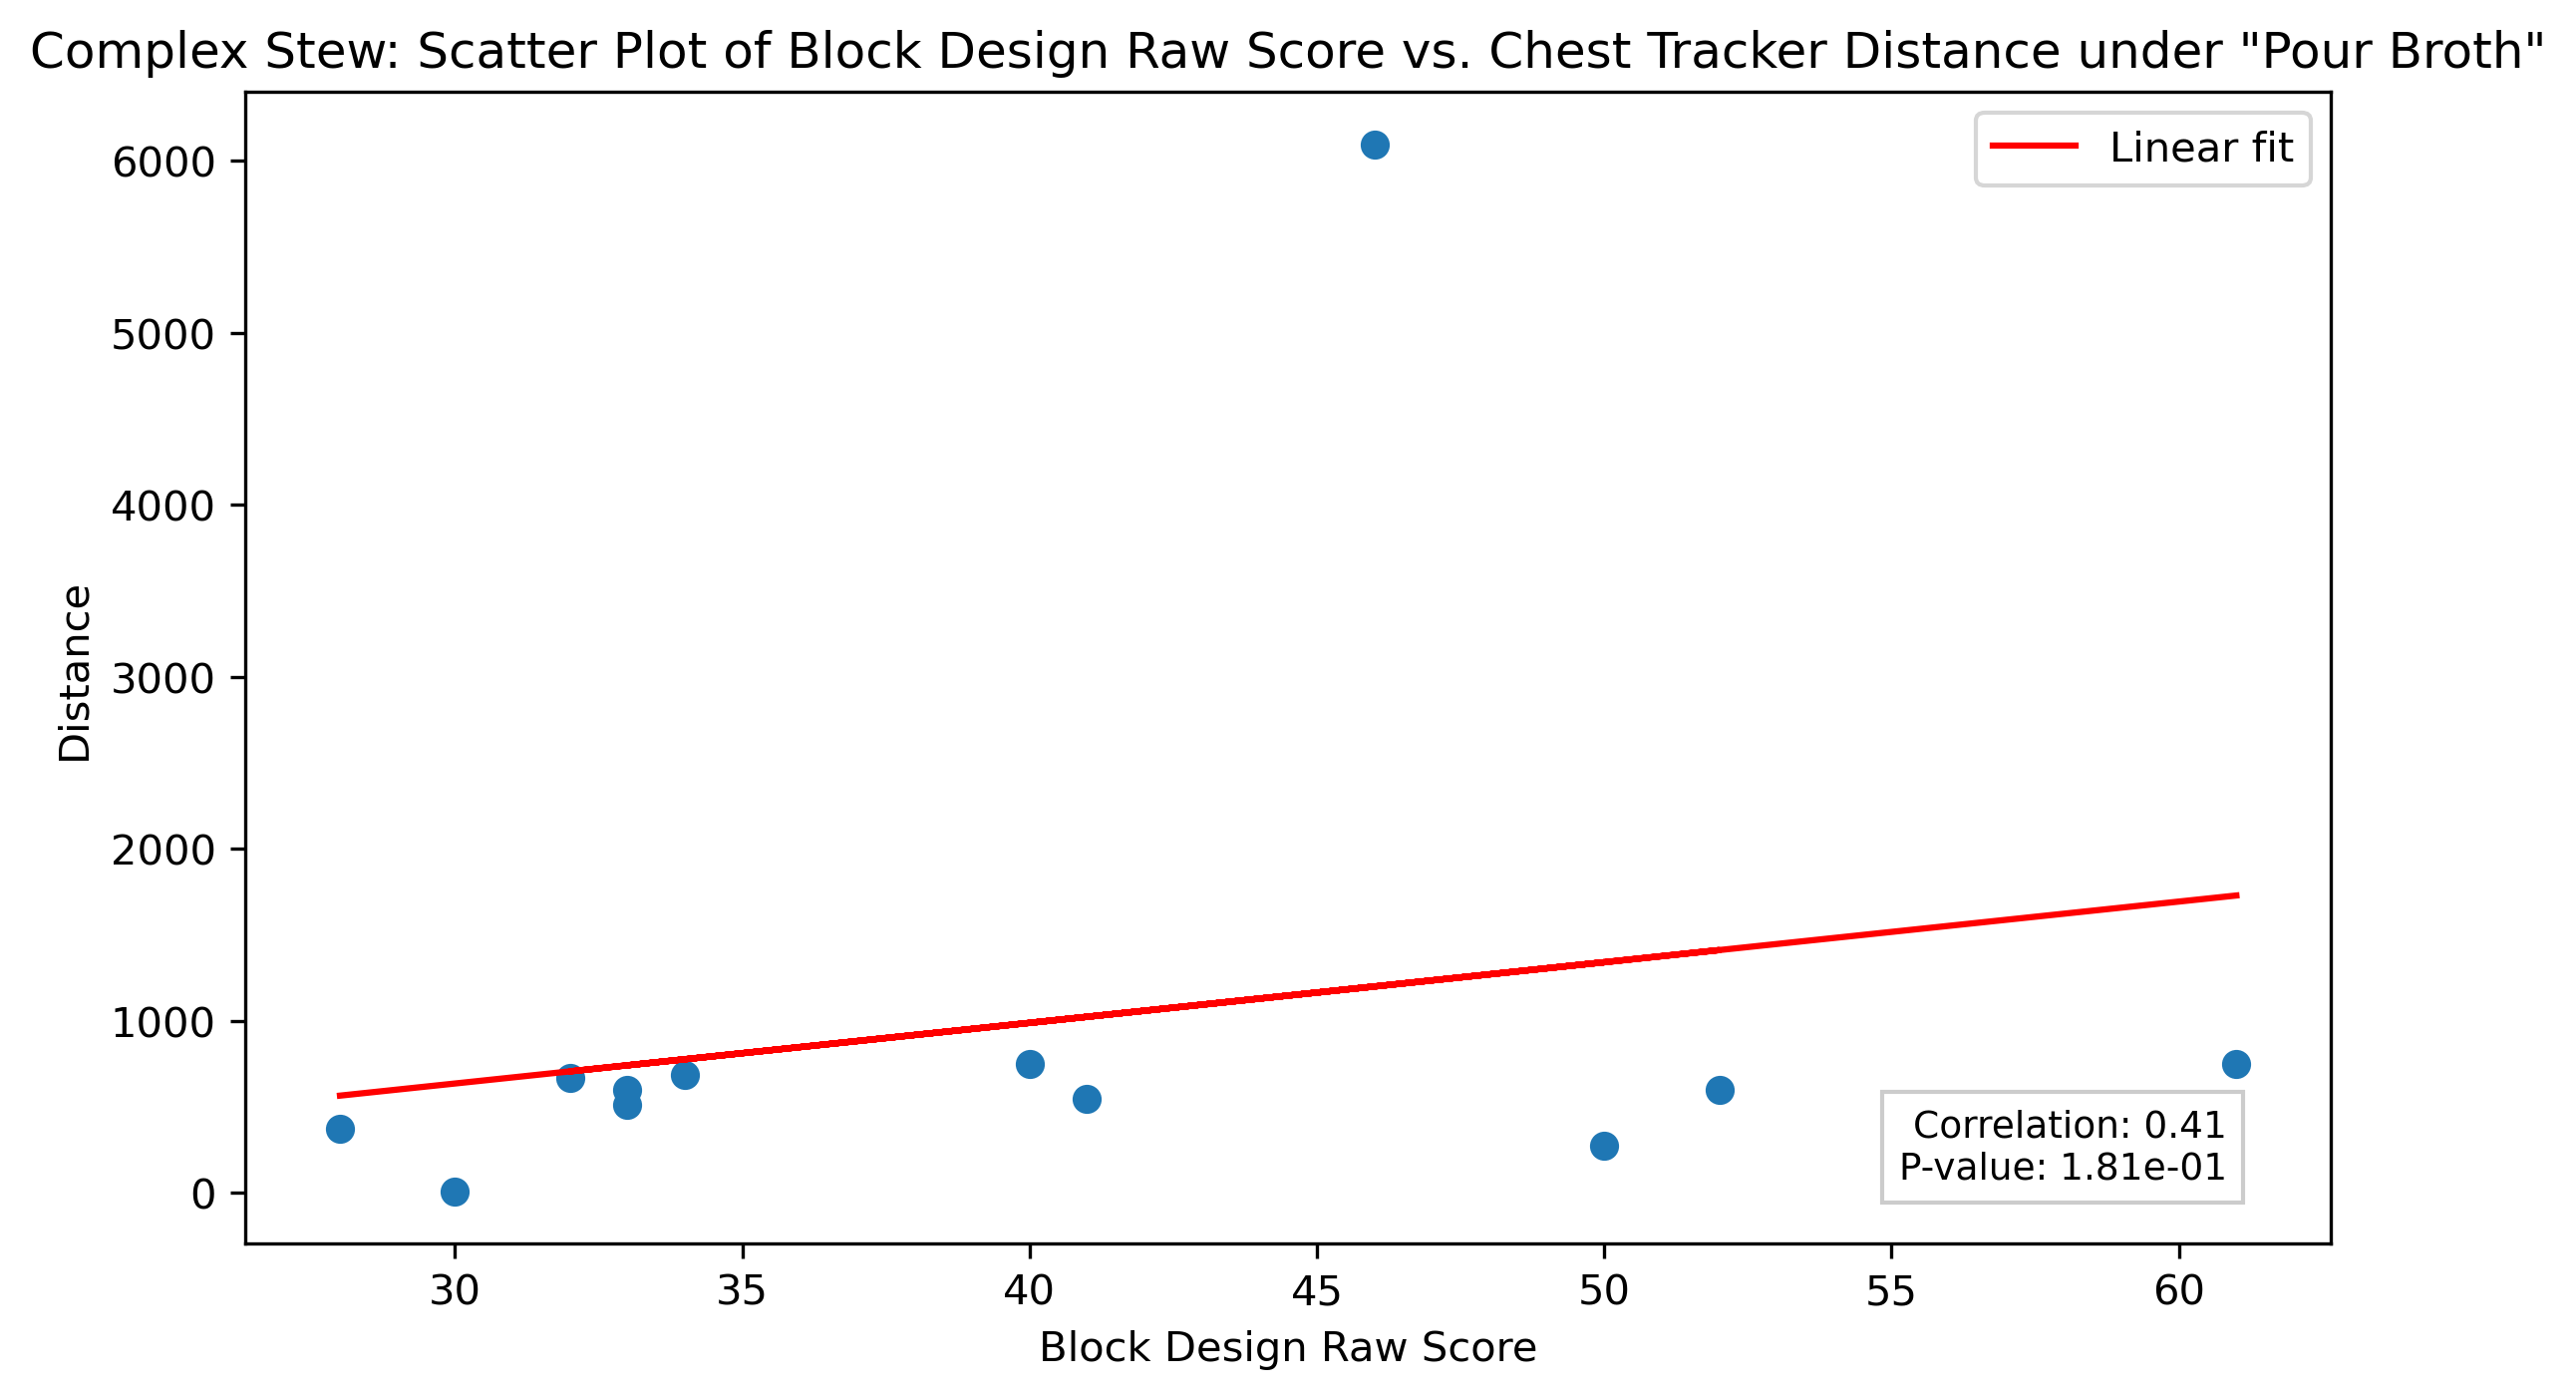 Complex Stew: Scatter Plot of Block Design Raw Score vs. Chest Tracker Distance under "Pour Broth"
Linear fit
6000
5000
4000
3000
2000
1000
0
Distance
Correlation: 0.41
P-value: 1.81e-01
30 35 40 45 50 55 60
Block Design Raw Score